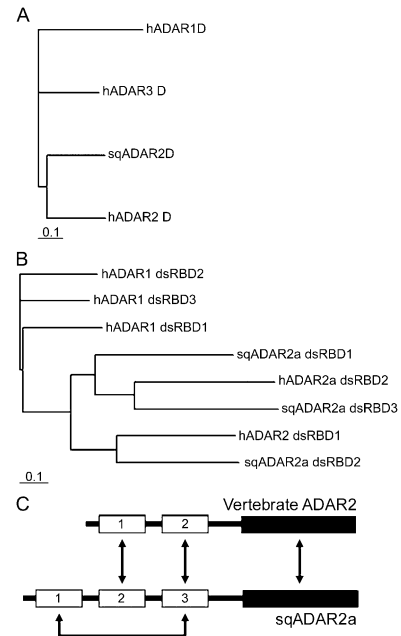 A
hADAR1D
hADAR3 D
sqADAR2D
hADAR2 D
0.1
B
hADAR1 dsRBD2
hADAR1 dsRBD3
hADAR1 dsRBD1
sqADAR2a dsRBD1
hADAR2a dsRBD2
sqADAR2a dsRBD3
hADAR2 dsRBD1
sqADAR2a dsRBD2
0.1
C
Vertebrate ADAR2
1 2
1 2 3
sqADAR2a